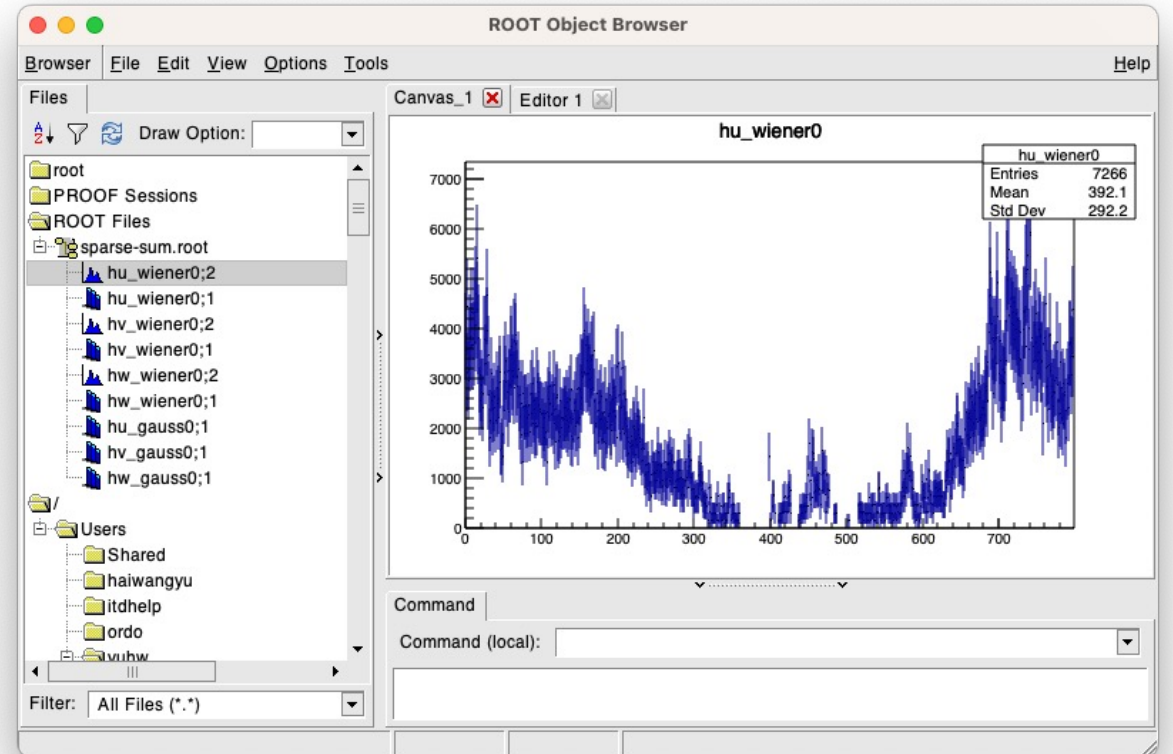 ROOT Object Browser
Browser File Edit View Options Tools Help
Files
Draw Option:
root
PROOF Sessions
ROOT Files
sparse-sum.root
hu_wiener0;2
hu_wiener0;1
hv_wiener0;2
hv_wiener0;1
hw_wiener0;2
hw_wiener0;1
hu_gauss0;1
hv_gauss0;1
hw_gauss0;1
/
Users
Shared
haiwangyu
itdhelp
ordo
yuhw
Filter: All Files (*.*)
Canvas_1 Editor 1
hu_wiener0
hu_wiener0
Entries 7266
Mean 392.1
Std Dev 292.2
7000
6000
5000
4000
3000
2000
1000
0
0 100 200 300 400 500 600 700
Command
Command (local):